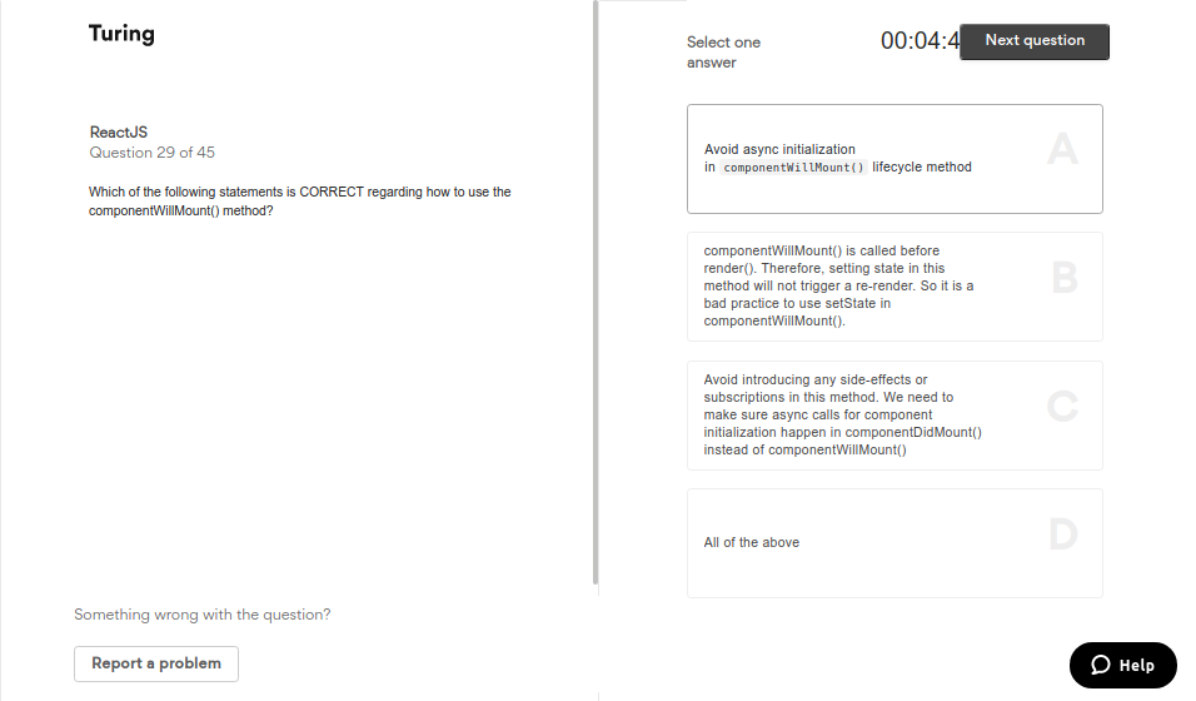 Turing
ReactJS
Question 29 of 45
Which of the following statements is CORRECT regarding how to use the
componentWillMount() method?
Something wrong with the question?
Report a problem
Select one
answer
00:04:4
Next question
Avoid async initialization
in componentWillMount() lifecycle method
A
componentWillMount() is called before
render(). Therefore, setting state in this
method will not trigger a re-render. So it is a
bad practice to use setState in
componentWillMount().
B
Avoid introducing any side-effects or
subscriptions in this method. We need to
make sure async calls for component
initialization happen in componentDidMount()
instead of componentWillMount()
C
All of the above
D
Help